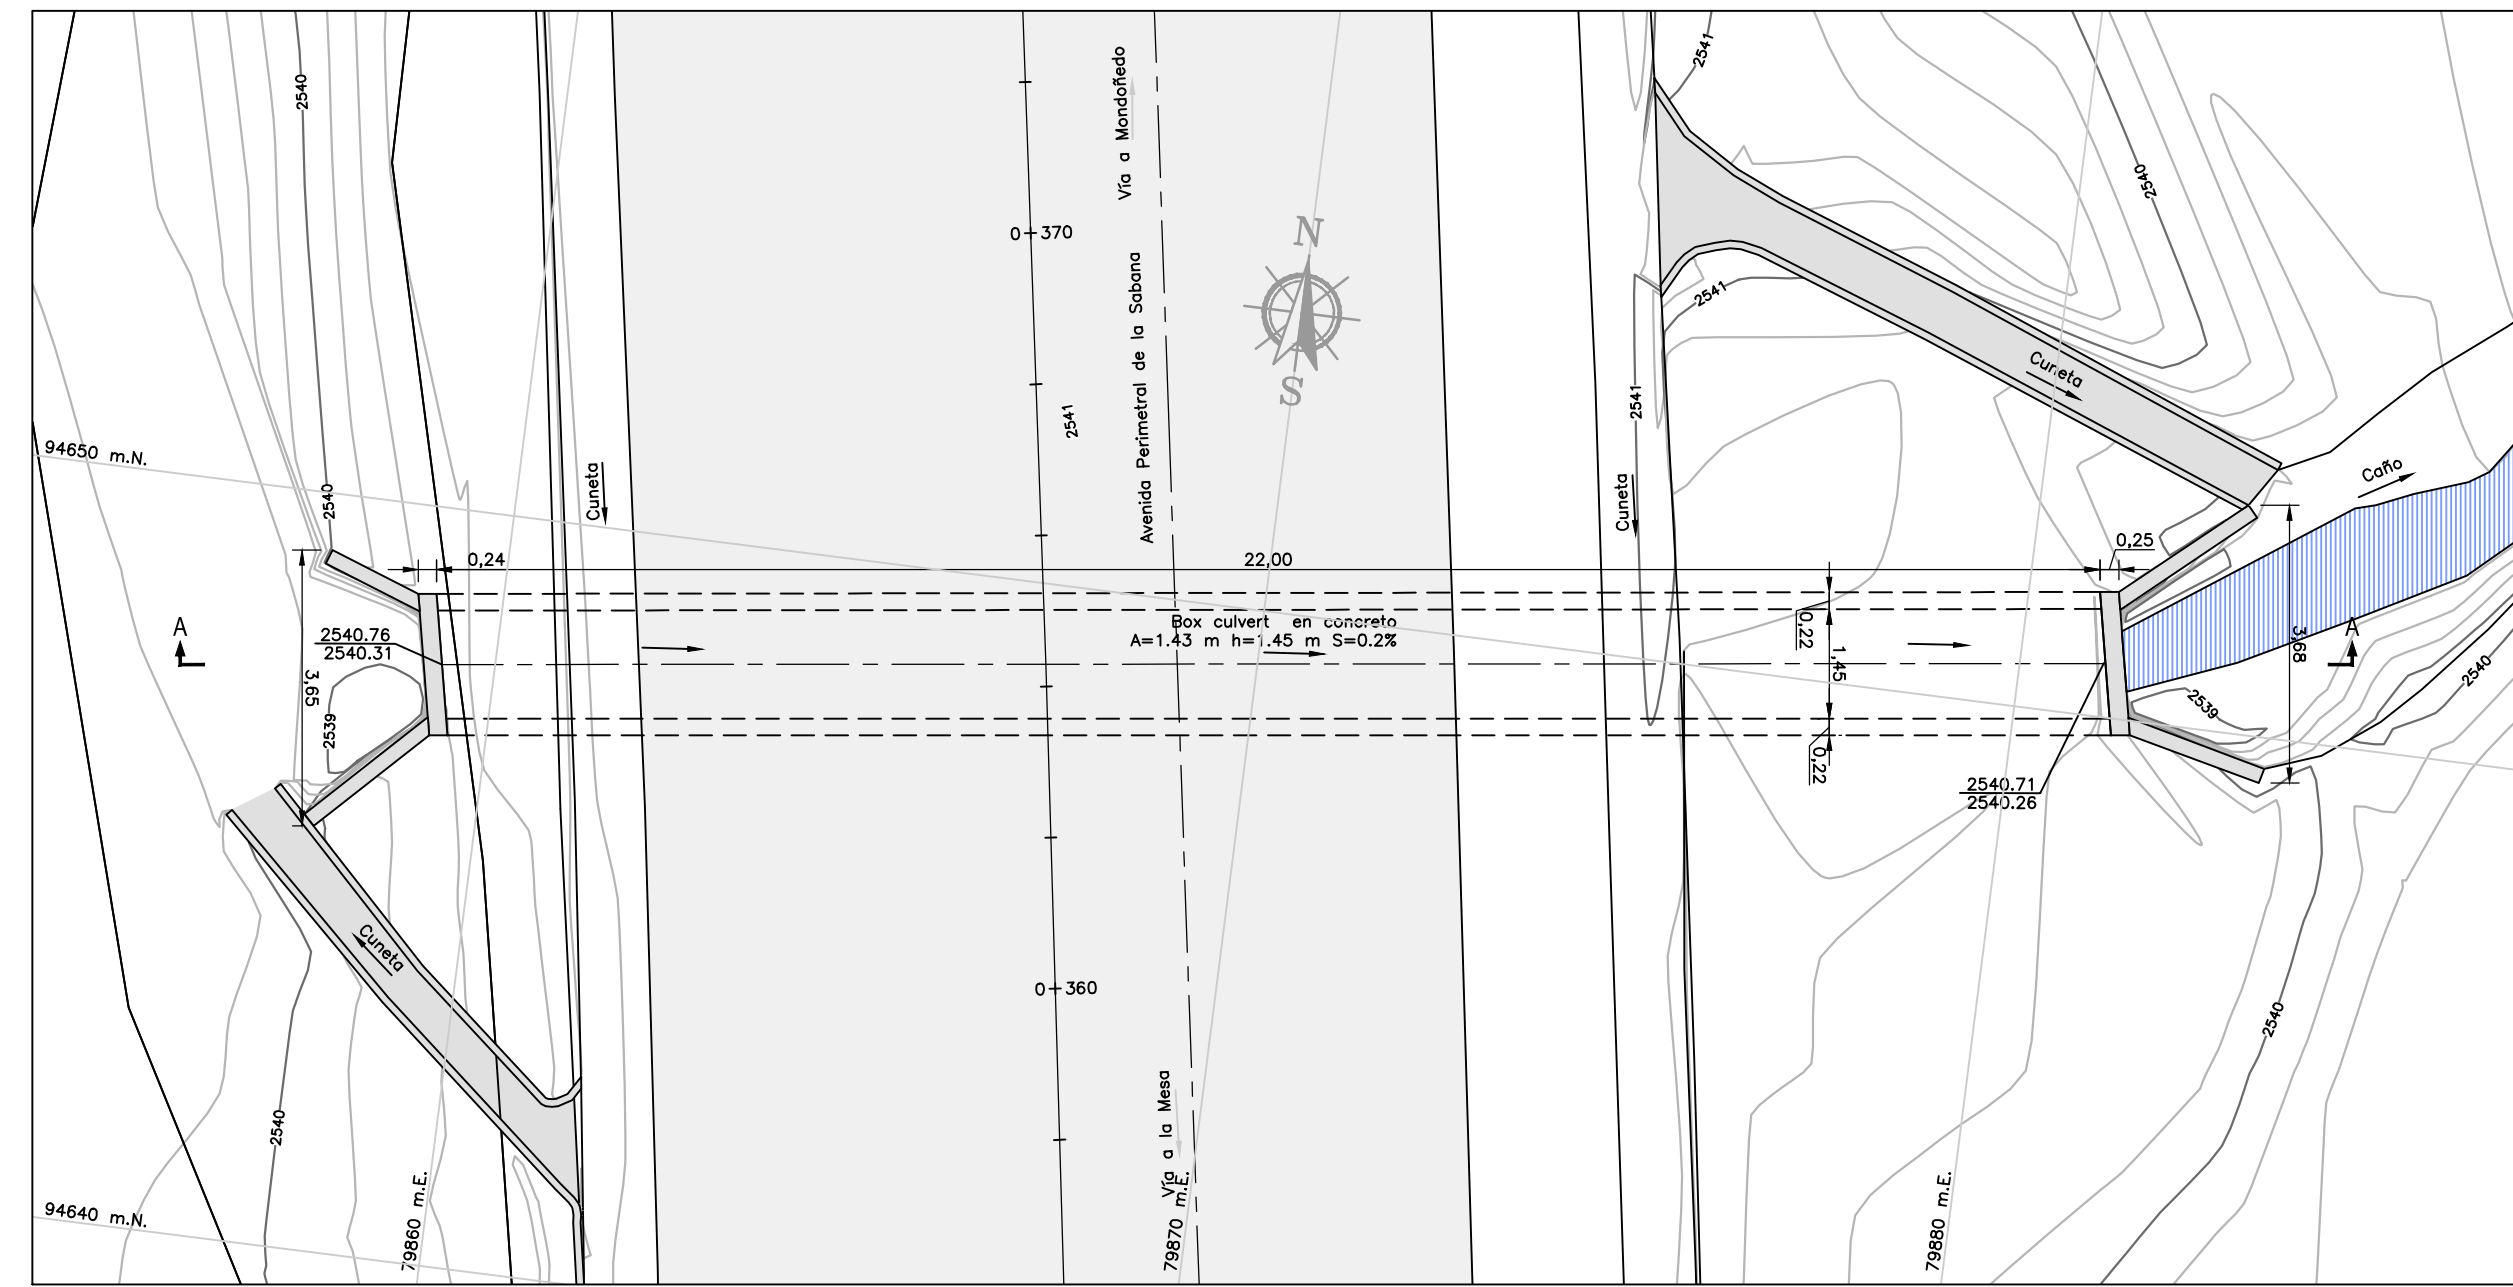 2541
2540
Vía a Mondoñedo
2540
N
0+370
Avenida Perimetral de la Sabana
2541
S
Cuneta
2541
2541
94650 m.N.
Cuneta
2540
Cuneta
Caño
0,24
22,00
0,25
Box culvert en concreto
A=1.43 m h=1.45 m S=0.2%
0,22
1,45
0,22
A
A
2540.76
2540.31
3,65
3,68
2539
2539
2540
2540.71
2540.26
Cuneta
0+360
2540
2540
Vía a la Mesa
94640 m.N.
79860 m.E.
79870 m.E.
79880 m.E.